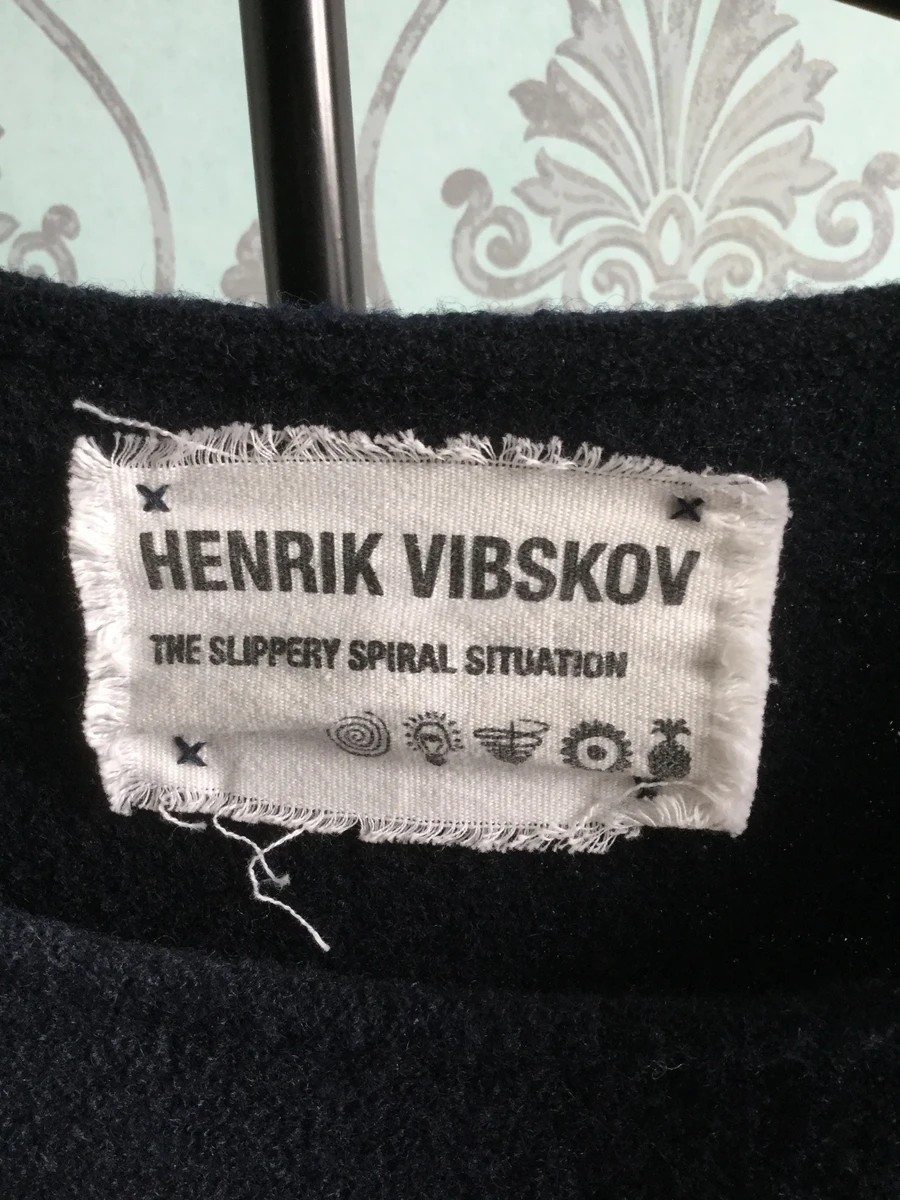 HENRIK VIBSKOV
THE SLIPPERY SPIRAL SITUATION